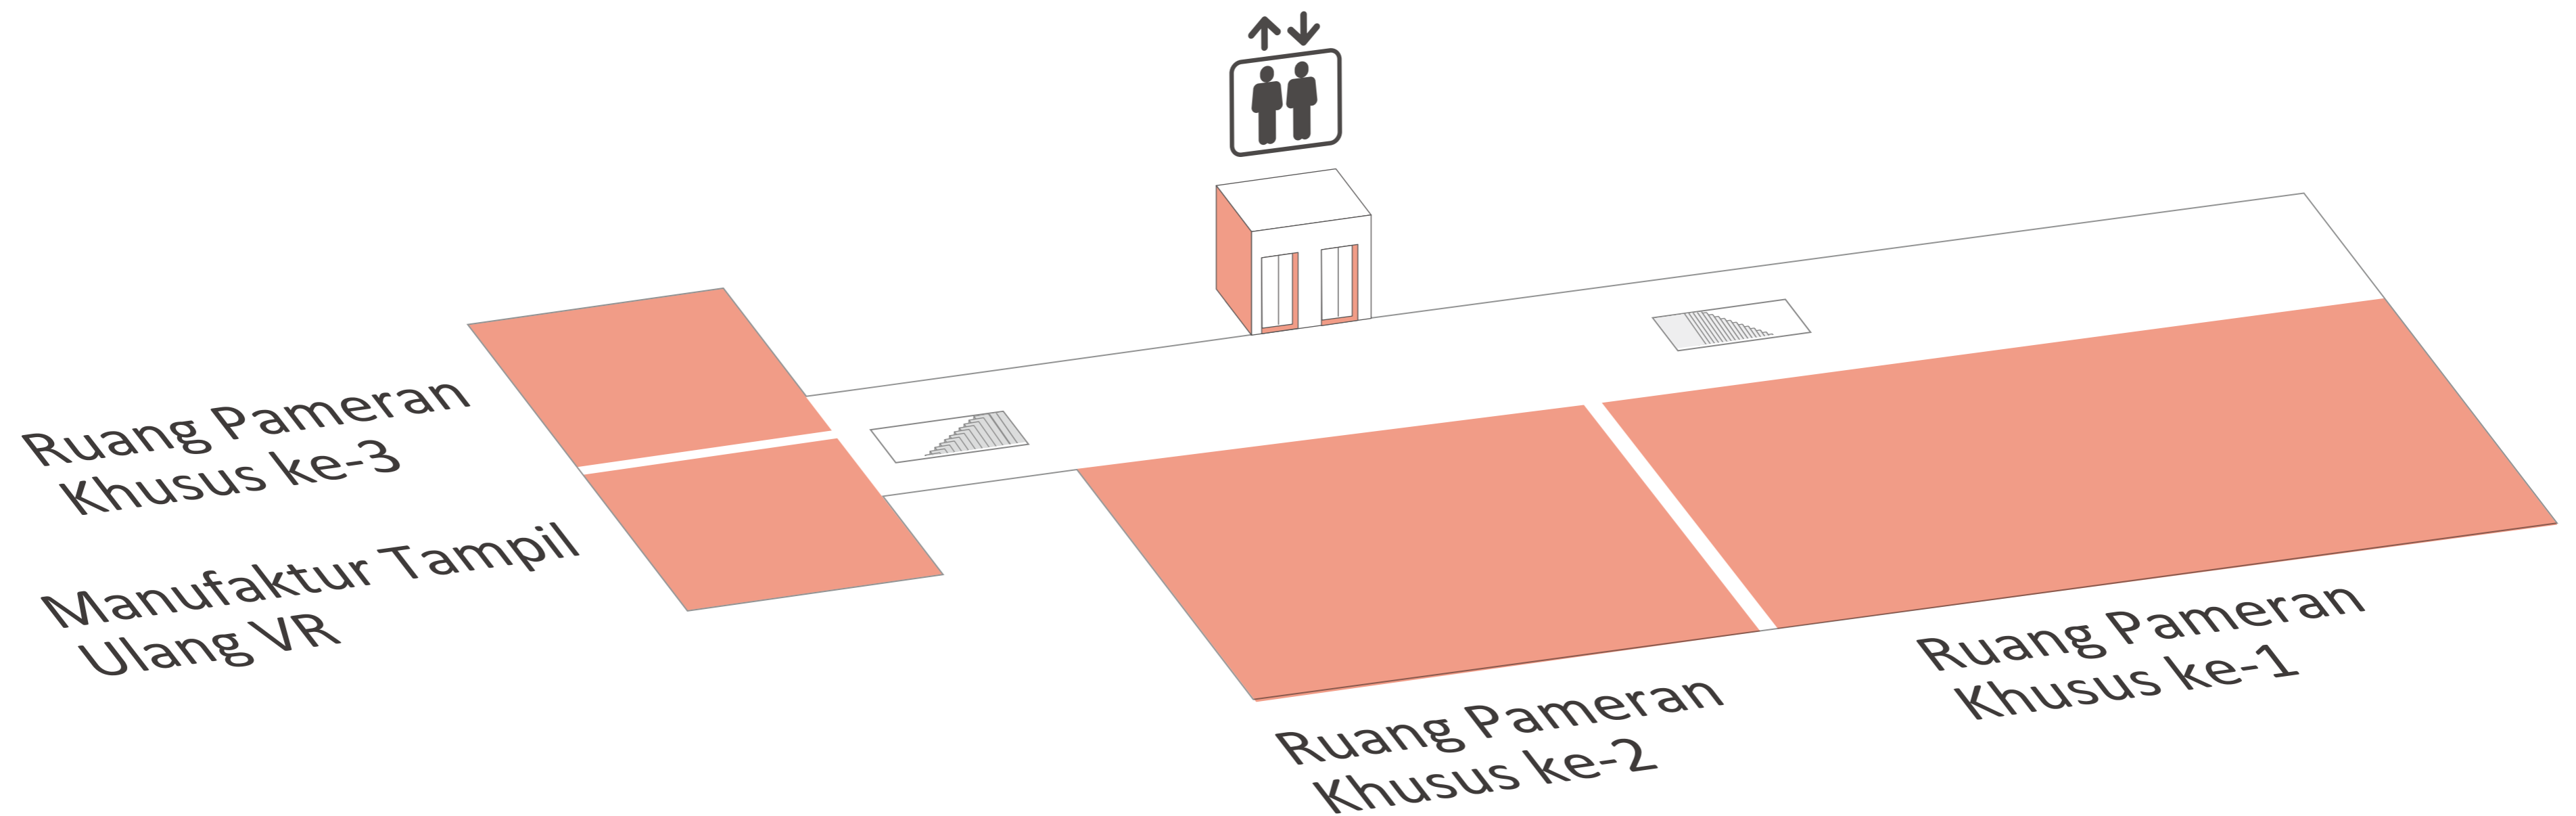 Ruang Pameran
Khusus ke-3
Manufaktur Tampil
Ulang VR
Ruang Pameran
Khusus ke-2
Ruang Pameran
Khusus ke-1